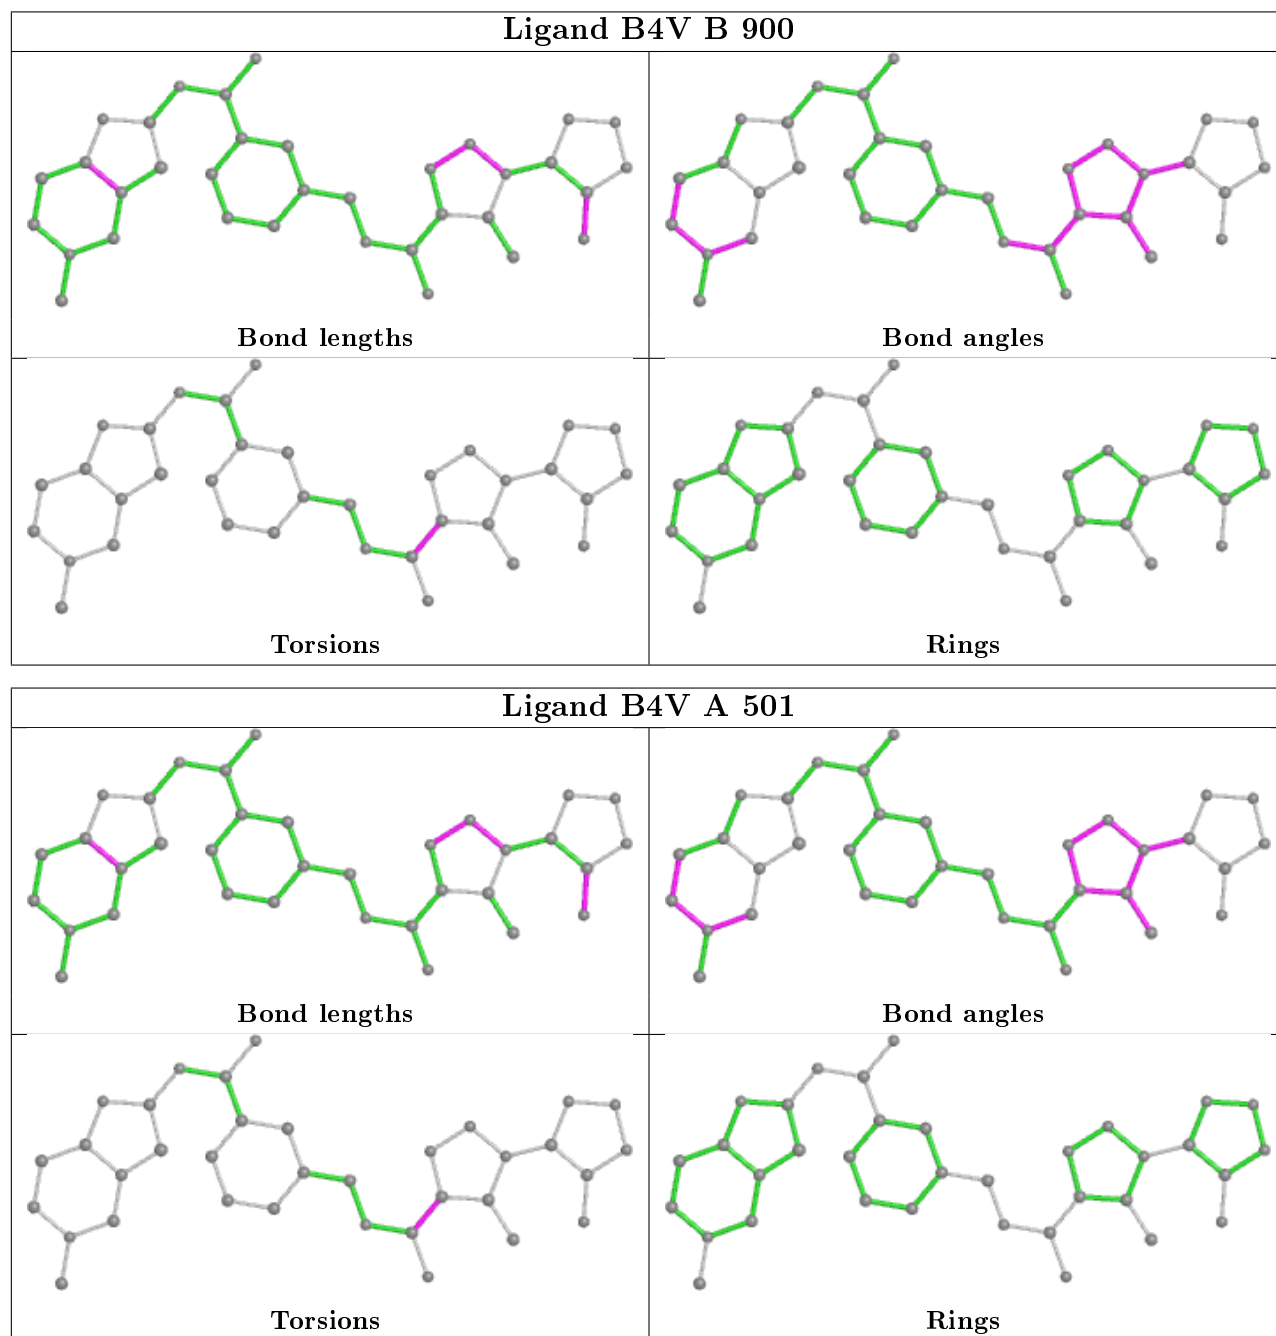 Ligand B4V B 900
Bond lengths
Bond angles
Torsions
Rings
Ligand B4V A 501
Bond lengths
Bond angles
Torsions
Rings